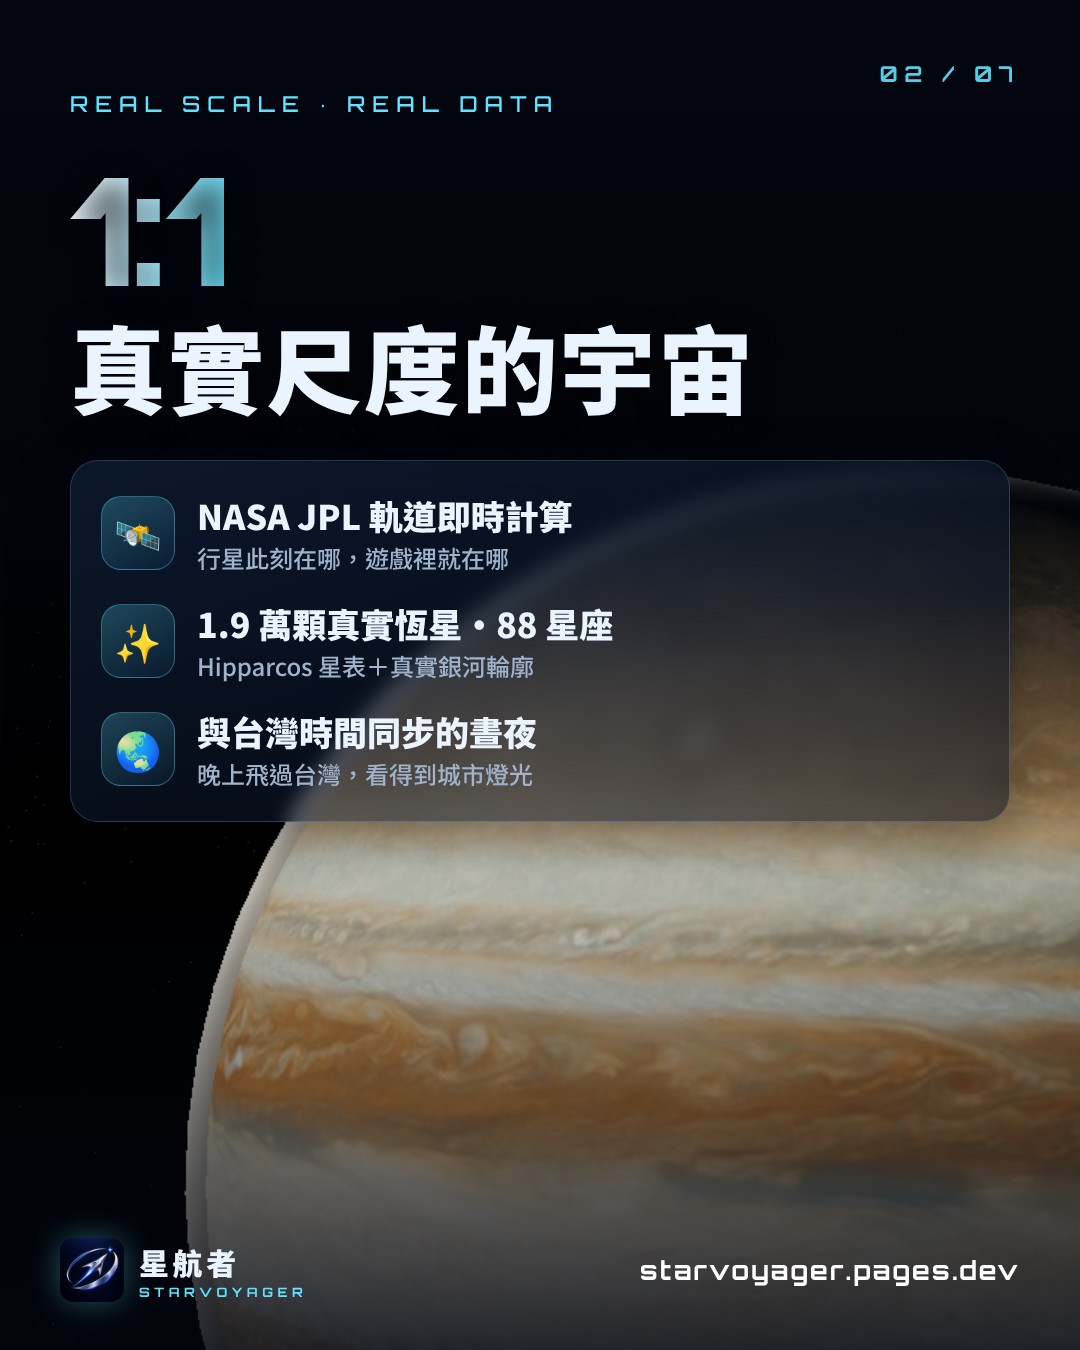 REAL SCALE · REAL DATA
02 / 07
1:1
真實尺度的宇宙
NASA JPL 軌道即時計算
行星此刻在哪，遊戲裡就在哪
1.9 萬顆真實恆星・88 星座
Hipparcos 星表＋真實銀河輪廓
與台灣時間同步的晝夜
晚上飛過台灣，看得到城市燈光
星航者
STARVOYAGER
starvoyager.pages.dev